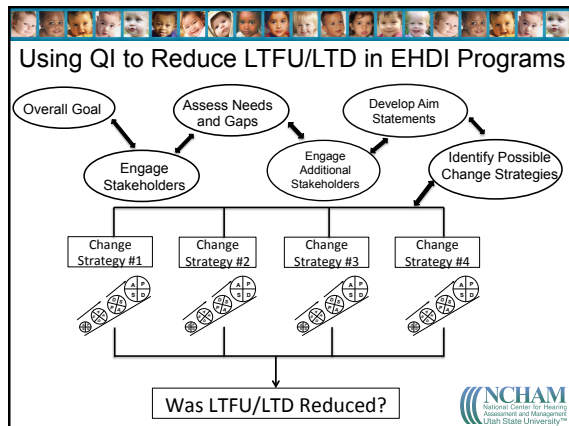 Using QI to Reduce LTFU/LTD in EHDI Programs
Overall Goal
Assess Needs
and Gaps
Develop Aim
Statements
Engage
Stakeholders
Engage
Additional
Stakeholders
Identify Possible
Change Strategies
Change
Strategy #1
Change
Strategy #2
Change
Strategy #3
Change
Strategy #4
A P
S D
A P
S D
A P
S D
A P
S D
Was LTFU/LTD Reduced?
NCHAM
National Center for Hearing
Assessment and Management
Utah State University™